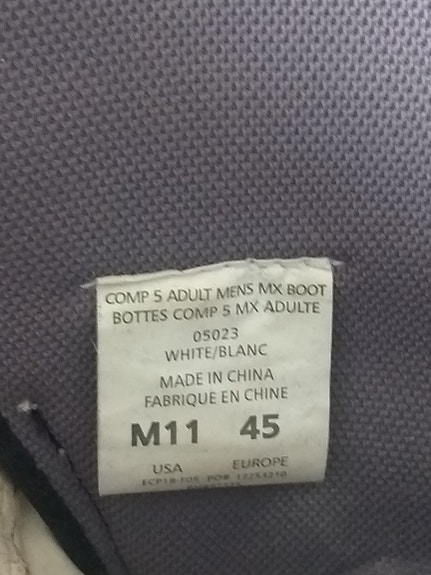 COMP 5 ADULT MENS MX BOOT
BOTTES COMP 5 MX ADULTE
05023
WHITE/BLANC
MADE IN CHINA
FABRIQUE EN CHINE
M11 45
USA EUROPE